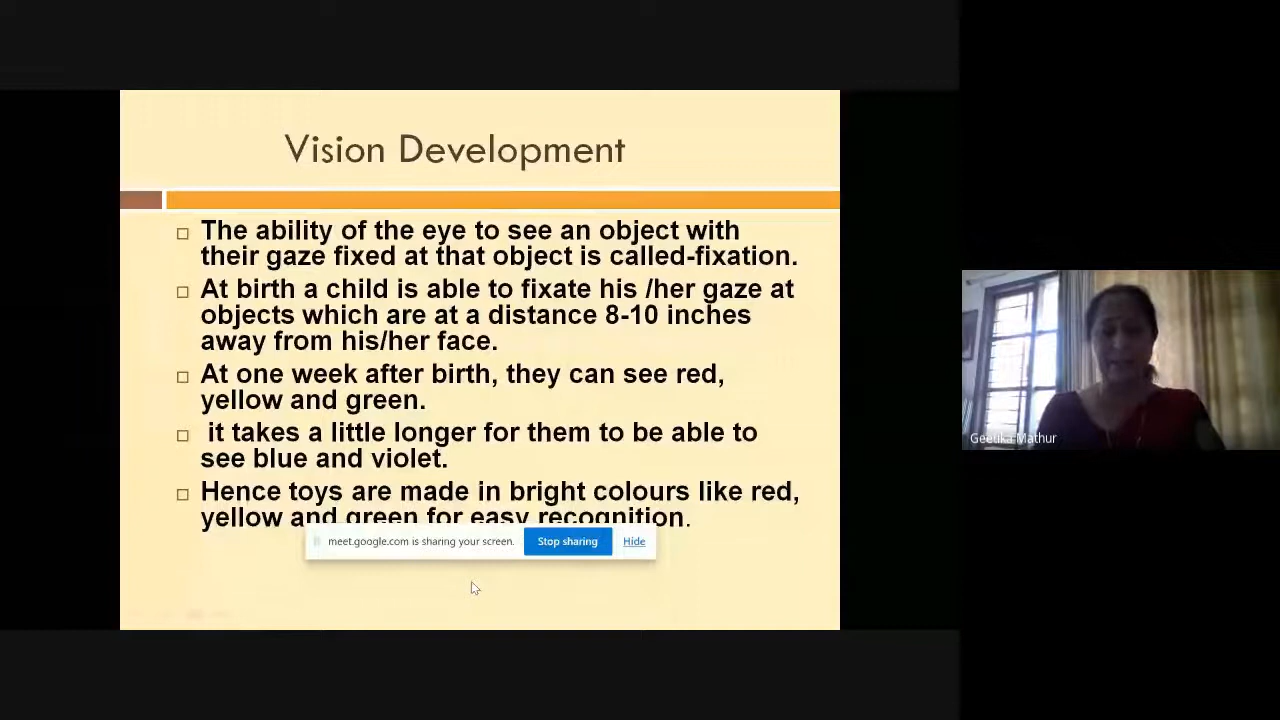 Vision Development
The ability of the eye to see an object with
their gaze fixed at that object is called-fixation.
At birth a child is able to fixate his /her gaze at
objects which are at a distance 8-10 inches
away from his/her face.
At one week after birth, they can see red,
yellow and green.
it takes a little longer for them to be able to
see blue and violet.
Hence toys are made in bright colours like red,
yellow and green for easy recognition.
meet.google.com is sharing your screen. Stop sharing Hide
Geetika Mathur